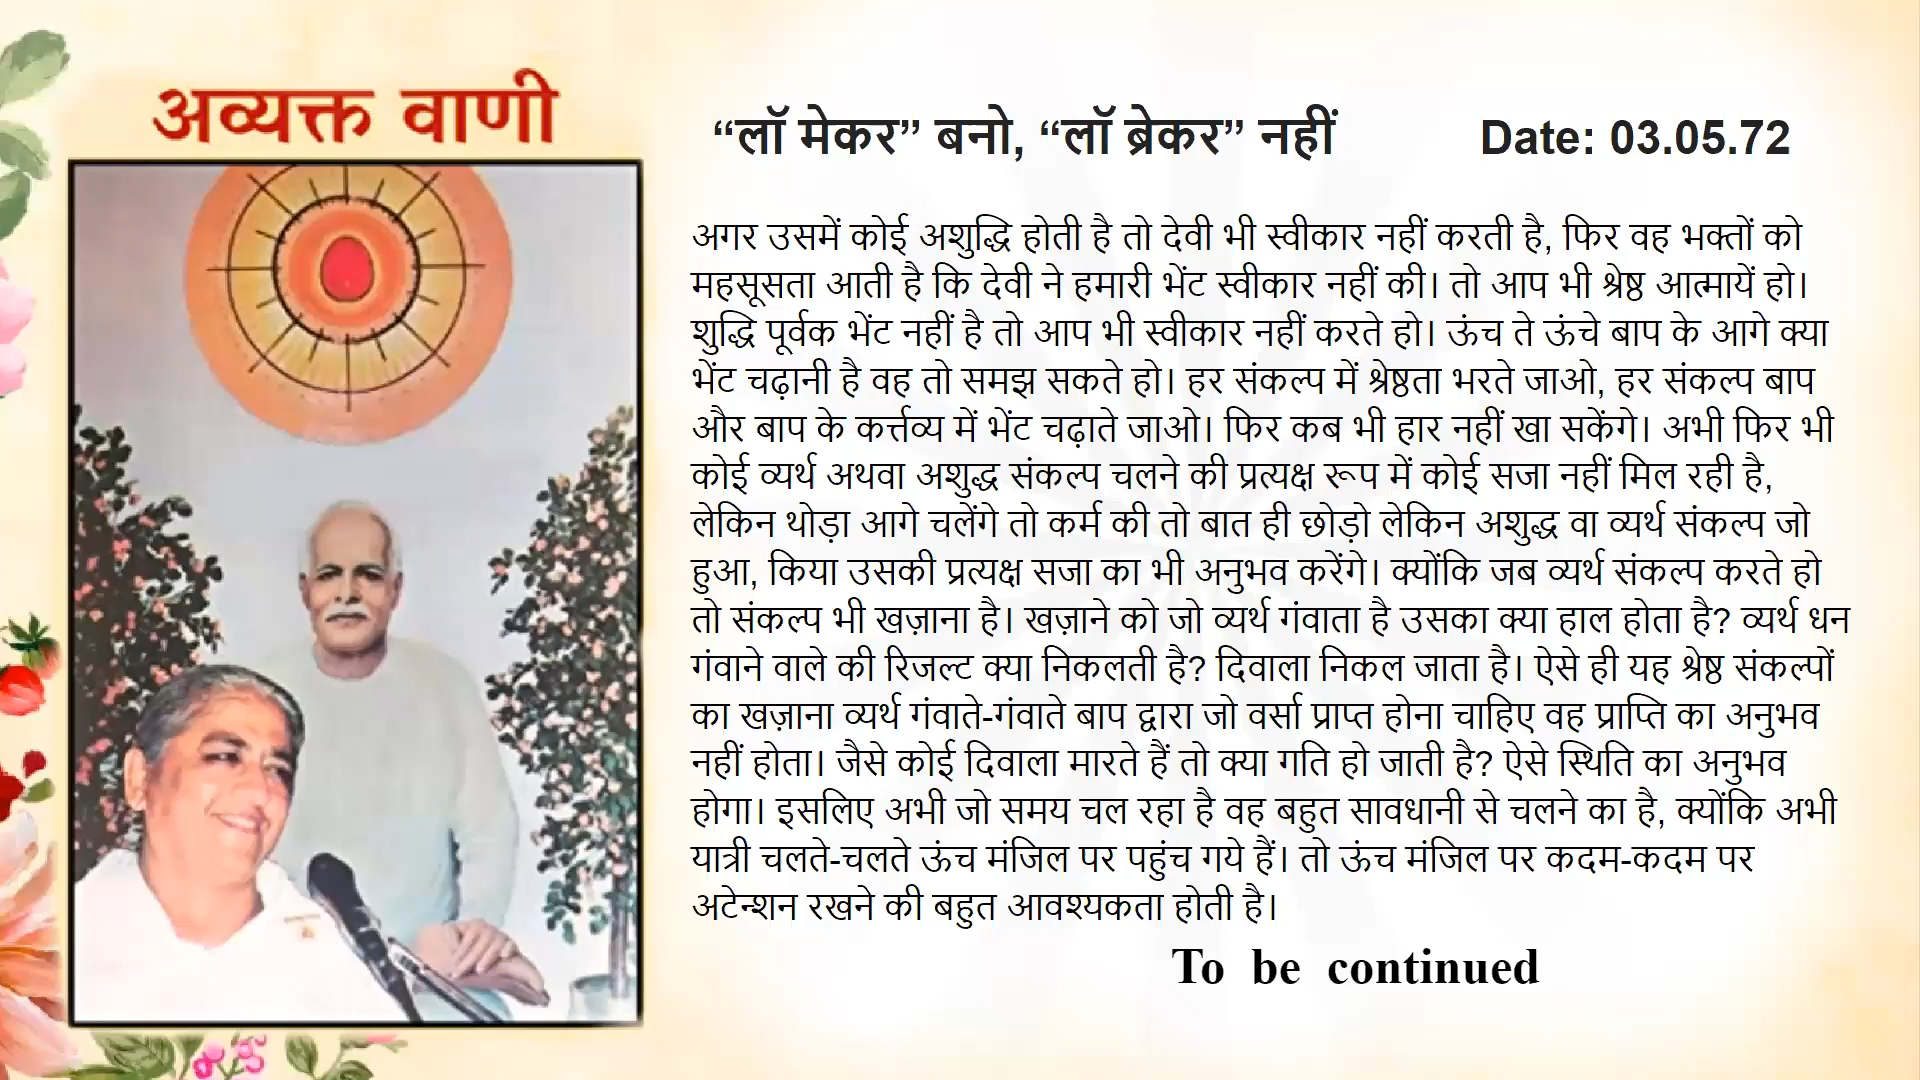 अव्यक्त वाणी
“लॉ मेकर” बनो, “लॉ ब्रेकर” नहीं Date: 03.05.72
अगर उसमें कोई अशुद्धि होती है तो देवी भी स्वीकार नहीं करती है, फिर वह भक्तों को
महसूसता आती है कि देवी ने हमारी भेंट स्वीकार नहीं की। तो आप भी श्रेष्ठ आत्मायें हो।
शुद्धि पूर्वक भेंट नहीं है तो आप भी स्वीकार नहीं करते हो। ऊंच ते ऊंचे बाप के आगे क्या
भेंट चढ़ानी है वह तो समझ सकते हो। हर संकल्प में श्रेष्ठता भरते जाओ, हर संकल्प बाप
और बाप के कर्त्तव्य में भेंट चढ़ाते जाओ। फिर कब भी हार नहीं खा सकेंगे। अभी फिर भी
कोई व्यर्थ अथवा अशुद्ध संकल्प चलने की प्रत्यक्ष रूप में कोई सजा नहीं मिल रही है,
लेकिन थोड़ा आगे चलेंगे तो कर्म की तो बात ही छोड़ो लेकिन अशुद्ध वा व्यर्थ संकल्प जो
हुआ, किया उसकी प्रत्यक्ष सजा का भी अनुभव करेंगे। क्योंकि जब व्यर्थ संकल्प करते हो
तो संकल्प भी खज़ाना है। खज़ाने को जो व्यर्थ गंवाता है उसका क्या हाल होता है? व्यर्थ धन
गंवाने वाले की रिजल्ट क्या निकलती है? दिवाला निकल जाता है। ऐसे ही यह श्रेष्ठ संकल्पों
का खज़ाना व्यर्थ गंवाते-गंवाते बाप द्वारा जो वर्सा प्राप्त होना चाहिए वह प्राप्ति का अनुभव
नहीं होता। जैसे कोई दिवाला मारते हैं तो क्या गति हो जाती है? ऐसे स्थिति का अनुभव
होगा। इसलिए अभी जो समय चल रहा है वह बहुत सावधानी से चलने का है, क्योंकि अभी
यात्री चलते-चलते ऊंच मंजिल पर पहुंच गये हैं। तो ऊंच मंजिल पर कदम-कदम पर
अटेन्शन रखने की बहुत आवश्यकता होती है।
To be continued